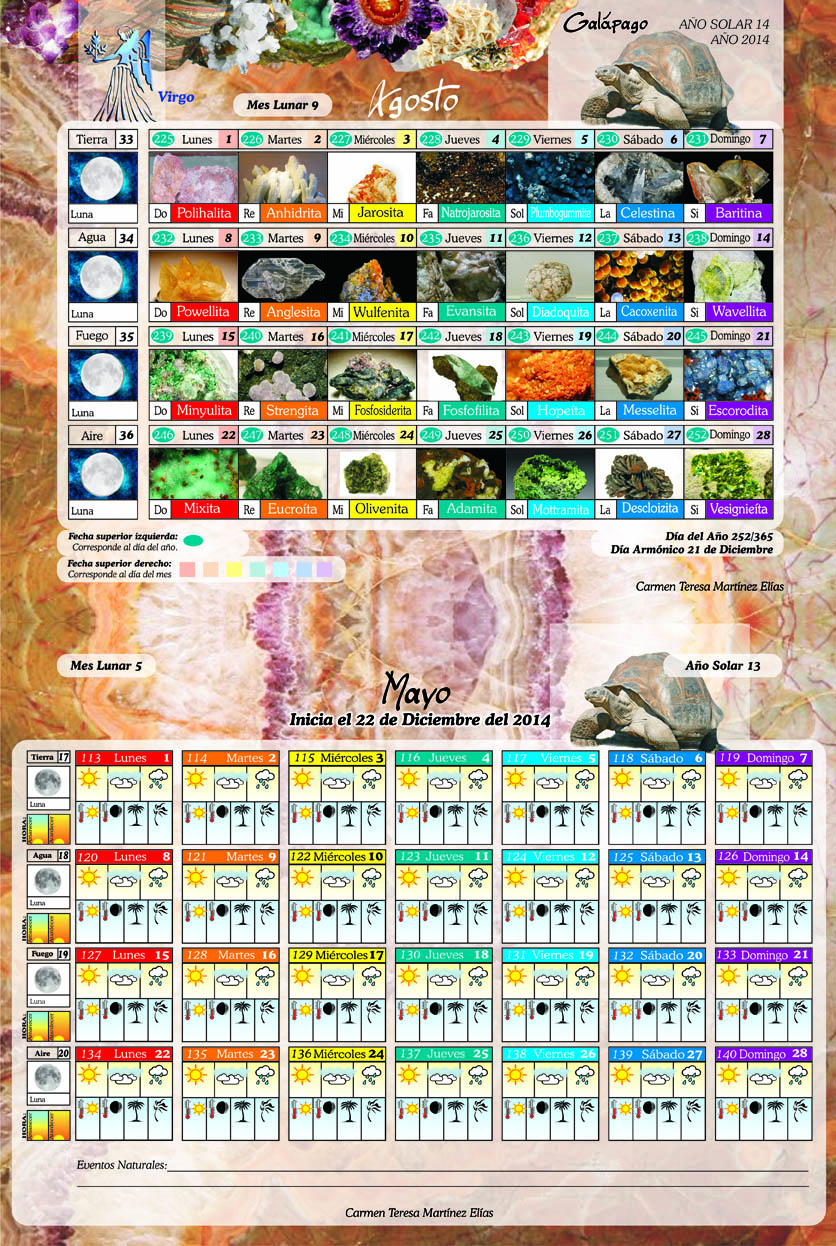 Galápago
AÑO SOLAR 14
AÑO 2014
Virgo
Mes Lunar 9
Agosto
Tierra 33 225 Lunes 1 226 Martes 2 227 Miércoles 3 228 Jueves 4 229 Viernes 5 230 Sábado 6 231 Domingo 7
Luna Do Polihalita Re Anhidrita Mi Jarosita Fa Natrojarosita Sol Plumbogummita La Celestina Si Baritina
Agua 34 232 Lunes 8 233 Martes 9 234 Miércoles 10 235 Jueves 11 236 Viernes 12 237 Sábado 13 238 Domingo 14
Luna Do Powellita Re Anglesita Mi Wulfenita Fa Evansita Sol Diadoquita La Cacoxenita Si Wavellita
Fuego 35 239 Lunes 15 240 Martes 16 241 Miércoles 17 242 Jueves 18 243 Viernes 19 244 Sábado 20 245 Domingo 21
Luna Do Minyulita Re Strengita Mi Fosfosiderita Fa Fosfofilita Sol Hopeíta La Messelita Si Escorodita
Aire 36 246 Lunes 22 247 Martes 23 248 Miércoles 24 249 Jueves 25 250 Viernes 26 251 Sábado 27 252 Domingo 28
Luna Do Mixita Re Eucroíta Mi Olivenita Fa Adamita Sol Mottramita La Descloizita Si Vesignieíta
Fecha superior izquierda:
Corresponde al día del año.
Fecha superior derecho:
Corresponde al día del mes
Día del Año 252/365
Día Armónico 21 de Diciembre
Carmen Teresa Martínez Elías
Mes Lunar 5
Año Solar 13
Mayo
Inicia el 22 de Diciembre del 2014
Tierra 17 113 Lunes 1 114 Martes 2 115 Miércoles 3 116 Jueves 4 117 Viernes 5 118 Sábado 6 119 Domingo 7
Luna
HORA: Amanecer Atardecer
Agua 18 120 Lunes 8 121 Martes 9 122 Miércoles 10 123 Jueves 11 124 Viernes 12 125 Sábado 13 126 Domingo 14
Luna
HORA: Amanecer Atardecer
Fuego 19 127 Lunes 15 128 Martes 16 129 Miércoles 17 130 Jueves 18 131 Viernes 19 132 Sábado 20 133 Domingo 21
Luna
HORA: Amanecer Atardecer
Aire 20 134 Lunes 22 135 Martes 23 136 Miércoles 24 137 Jueves 25 138 Viernes 26 139 Sábado 27 140 Domingo 28
Luna
HORA: Amanecer Atardecer
Eventos Naturales:
Carmen Teresa Martínez Elías